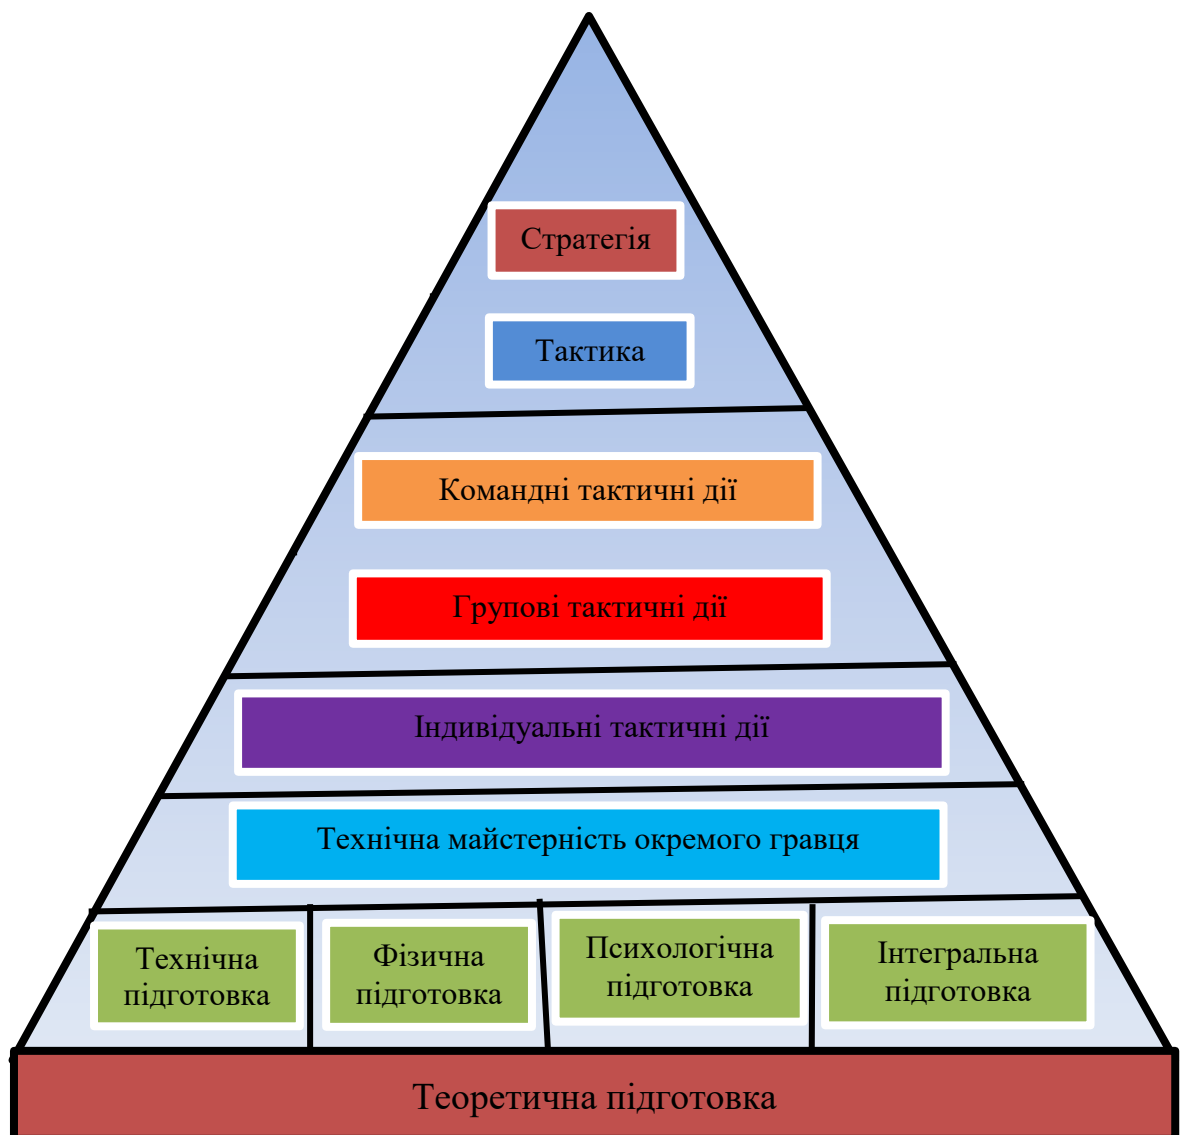 Стратегія
Тактика
Командні тактичні дії
Групові тактичні дії
Індивідуальні тактичні дії
Технічна майстерність окремого гравця
Технічна
підготовка
Фізична
підготовка
Психологічна
підготовка
Інтегральна
підготовка
Теоретична підготовка